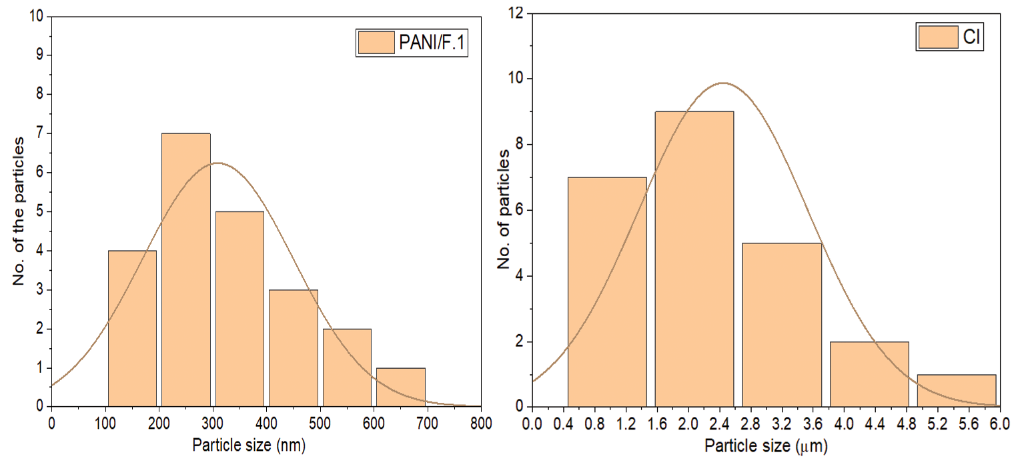 PANI/F.1
No. of the particles
10
9
8
7
6
5
4
3
2
1
0
0 100 200 300 400 500 600 700 800
Particle size (nm)
CI
No. of particles
12
10
8
6
4
2
0
0.0 0.4 0.8 1.2 1.6 2.0 2.4 2.8 3.2 3.6 4.0 4.4 4.8 5.2 5.6 6.0
Particle size (μm)